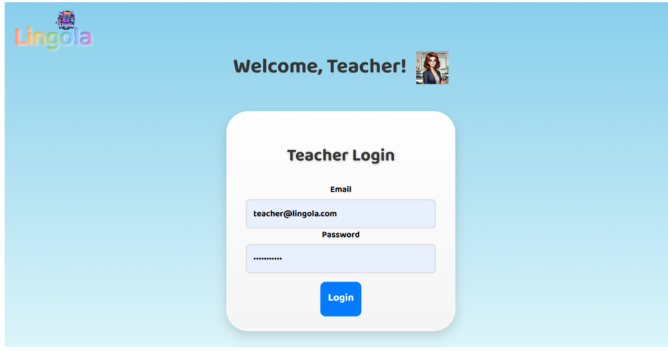 Lingola
Welcome, Teacher!
Teacher Login
Email
teacher@lingola.com
Password
•••••••••••
Login